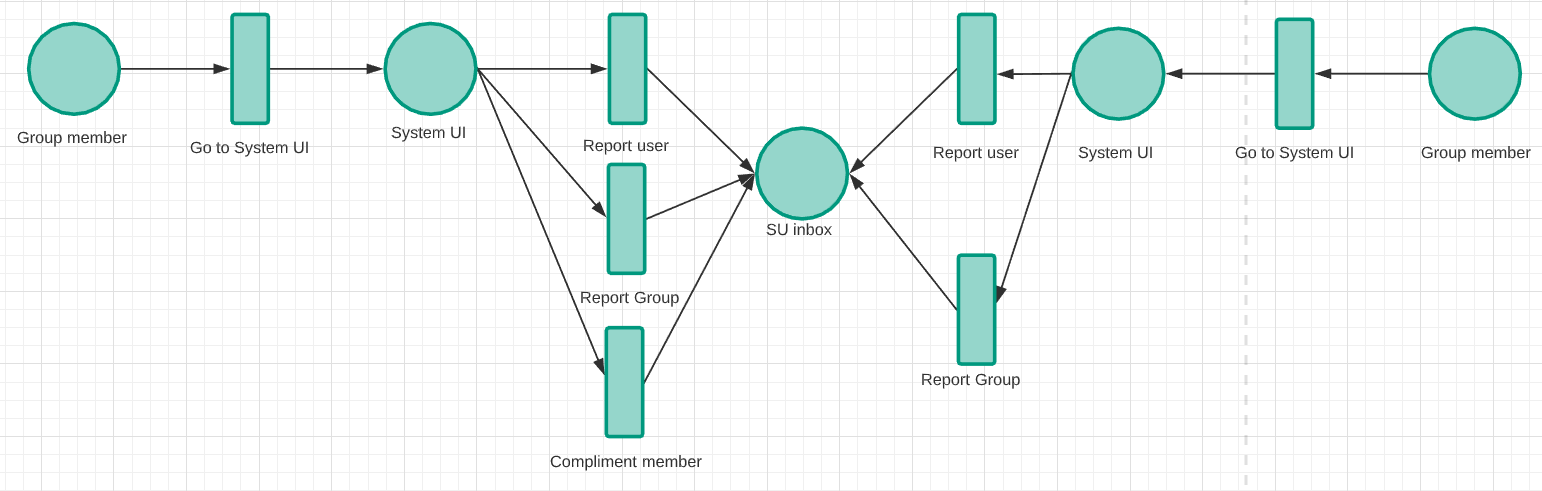 Group member
Go to System UI
System UI
Report user
Report Group
Compliment member
SU inbox
Report user
Report Group
System UI
Go to System UI
Group member